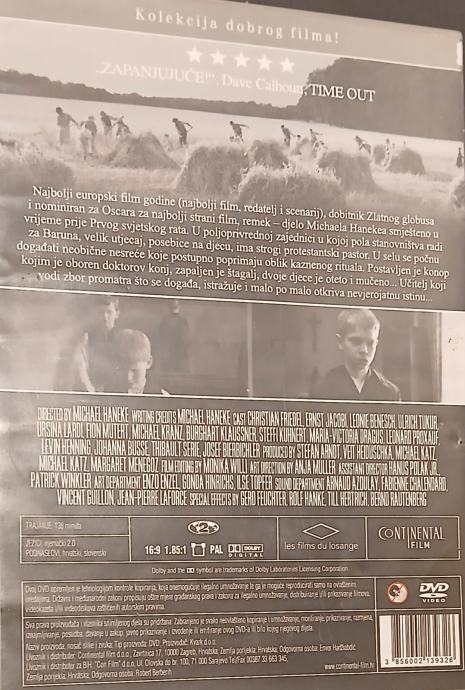 Kolekcija dobrog filma!
„ZAPANJUJUĆE!“, Dave Calhoun, TIME OUT
Najbolji europski film godine (najbolji film, redatelj i scenarij), dobitnik Zlatnog globusa
i nominiran za Oscara za najbolji strani film, remek – djelo Michaela Hanekea smješteno u
vrijeme prije Prvog svjetskog rata. U poljoprivrednoj zajednici u kojoj pola stanovništva radi
za Baruna, velik utjecaj, posebice na djecu, ima strogi protestantski pastor. U selu se počnu
događati neobične nesreće koje postupno poprimaju oblik kaznenog rituala. Postavljen je konop
kojim je oboren doktorov konj, zapaljen je štagalj, dvoje djece je oteto i mučeno... Učitelj koji
vodi zbor promatra što se događa, istražuje i malo po malo otkriva nevjerojatnu istinu...
DIRECTED BY MICHAEL HANEKE WRITING CREDITS MICHAEL HANEKE CAST CHRISTIAN FRIEDEL, ERNST JACOBI, LEONIE BENESCH, ULRICH TUKUR,
URSINA LARDI, FION MUTERT, MICHAEL KRANZ, BURGHART KLAUSSNER, STEFFI KÜHNERT, MARIA-VICTORIA DRAGUS, LEONARD PROXAUF,
LEVIN HENNING, JOHANNA BUSSE, THIBAULT SERIE, JOSEF BIERBICHLER PRODUCED BY STEFAN ARNDT, VEIT HEDUSCHKA, MICHAEL KATZ,
MICHAEL KATZ, MARGARET MENEGOZ FILM EDITING BY MONIKA WILLI ART DIRECTION BY ANJA MÜLLER ASSISTANT DIRECTOR HANUS POLAK JR.
PATRICK WINKLER ART DEPARTMENT ENZO ENZEL, GONDA HINRICHS, ILSE TÖPFER SOUND DEPARTMENT ARNAUD AZOULAY, FABIENNE CHALENDARD,
VINCENT GUILLON, JEAN-PIERRE LAFORCE SPECIAL EFFECTS BY GERD FEUCHTER, ROLF HANKE, TILL HERTRICH, BERND RAUTENBERG
TRAJANJE: 138 minuta
JEZICI: njemački 2.0
PODNASLOVI: hrvatski, slovenski
2
16:9 1.85:1 PAL DOLBY DIGITAL
les films du losange
CONTINENTAL FILM
Dolby and the DD symbol are trademarks of Dolby Laboratories Licensing Corporation
DVD VIDEO
www.continental-film.hr
3 856002 139326